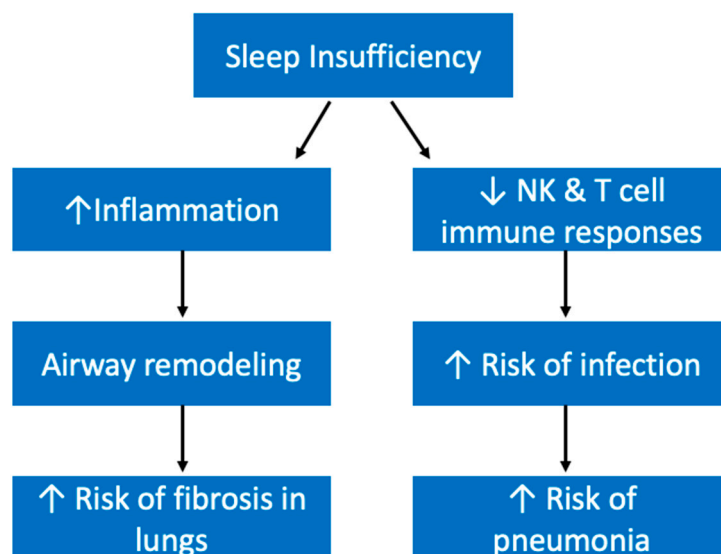 Sleep Insufficiency
↑Inflammation
↓ NK & T cell
immune responses
Airway remodeling
↑ Risk of infection
↑ Risk of fibrosis in
lungs
↑ Risk of
pneumonia